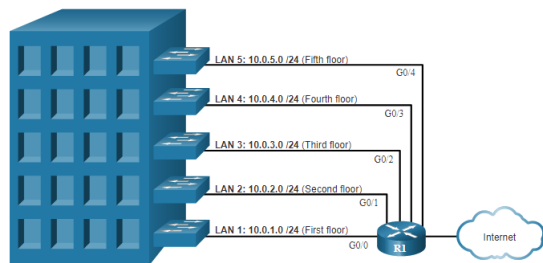 LAN 5: 10.0.5.0 /24 (Fifth floor)
G0/4
LAN 4: 10.0.4.0 /24 (Fourth floor)
G0/3
LAN 3: 10.0.3.0 /24 (Third floor)
G0/2
LAN 2: 10.0.2.0 /24 (Second floor)
G0/1
LAN 1: 10.0.1.0 /24 (First floor)
G0/0
R1
Internet